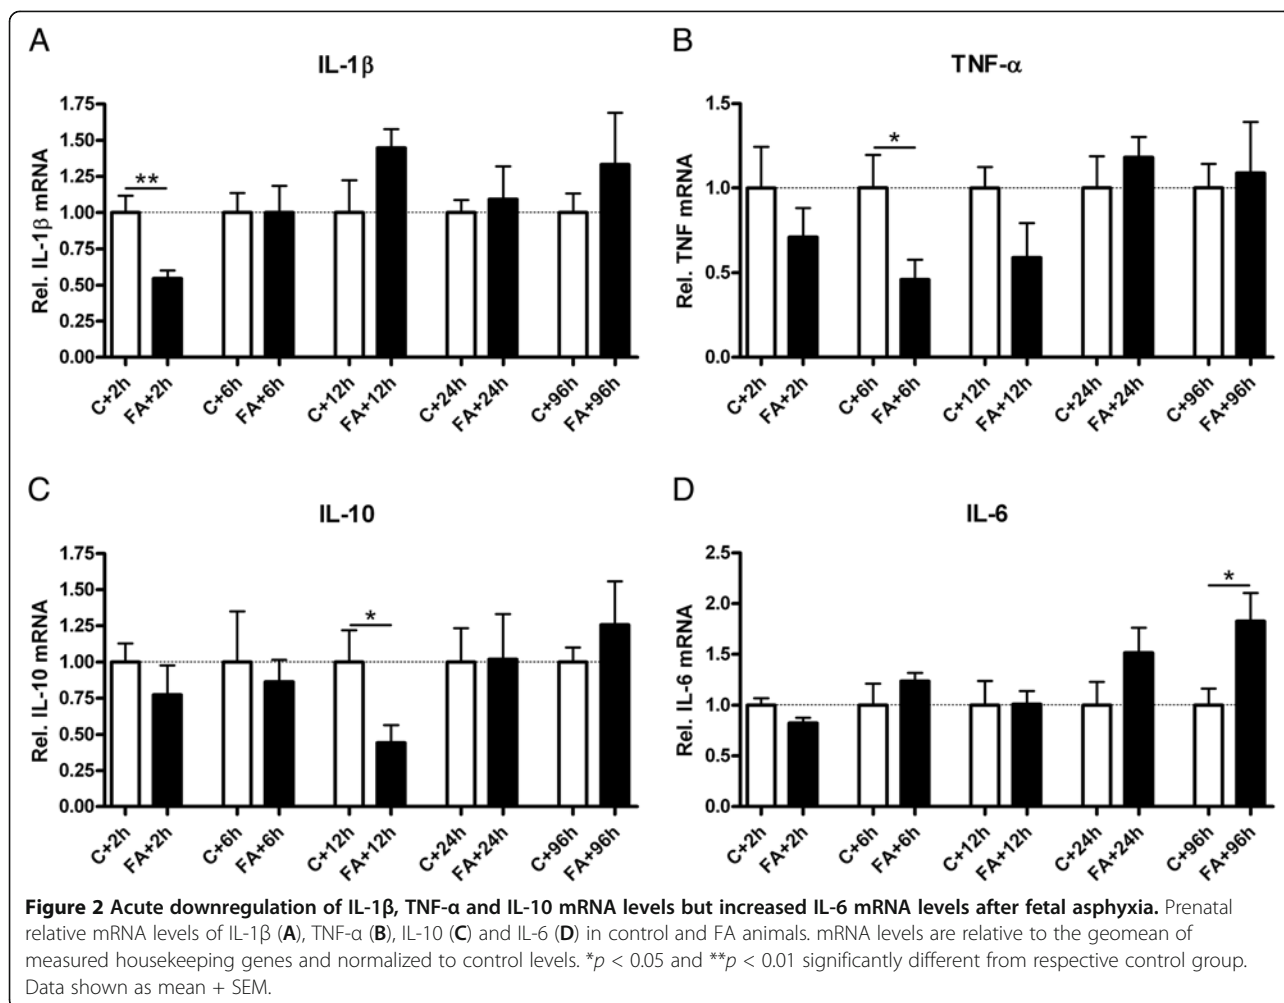 A
IL-1β
Rel. IL-1β mRNA
1.75
1.50
1.25
1.00
0.75
0.50
0.25
0.00
**
C+2h
FA+2h
C+6h
FA+6h
C+12h
FA+12h
C+24h
FA+24h
C+96h
FA+96h
B
TNF-α
Rel. TNF mRNA
1.5
1.0
0.5
0.0
*
C+2h
FA+2h
C+6h
FA+6h
C+12h
FA+12h
C+24h
FA+24h
C+96h
FA+96h
C
IL-10
Rel. IL-10 mRNA
1.75
1.50
1.25
1.00
0.75
0.50
0.25
0.00
*
C+2h
FA+2h
C+6h
FA+6h
C+12h
FA+12h
C+24h
FA+24h
C+96h
FA+96h
D
IL-6
Rel. IL-6 mRNA
2.5
2.0
1.5
1.0
0.5
0.0
*
C+2h
FA+2h
C+6h
FA+6h
C+12h
FA+12h
C+24h
FA+24h
C+96h
FA+96h
Figure 2 Acute downregulation of IL-1β, TNF-α and IL-10 mRNA levels but increased IL-6 mRNA levels after fetal asphyxia. Prenatal
relative mRNA levels of IL-1β (A), TNF-α (B), IL-10 (C) and IL-6 (D) in control and FA animals. mRNA levels are relative to the geomean of
measured housekeeping genes and normalized to control levels. *p < 0.05 and **p < 0.01 significantly different from respective control group.
Data shown as mean + SEM.